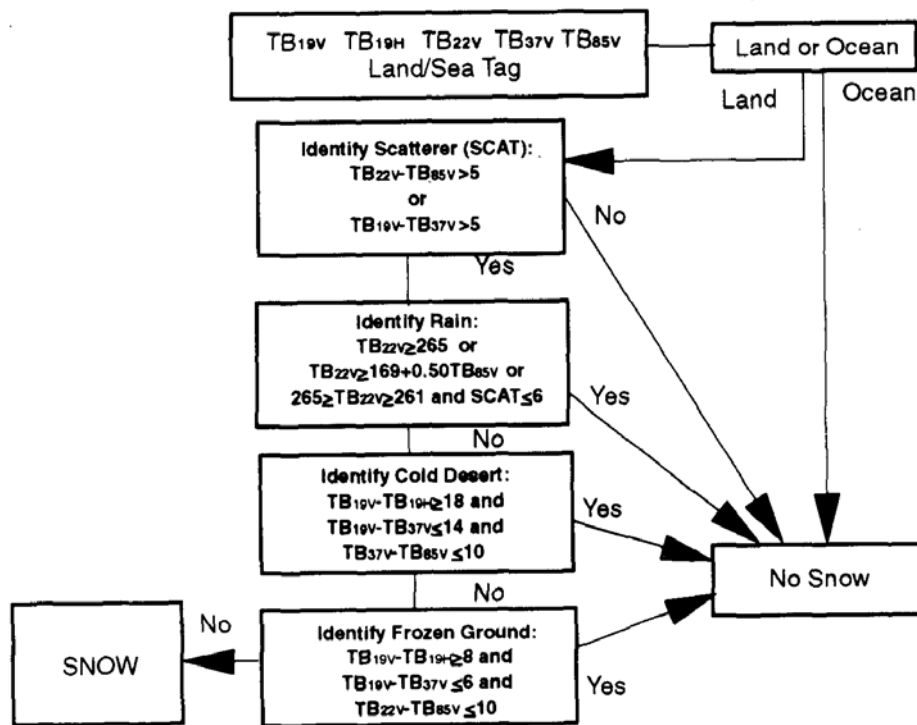 TB19V TB19H TB22V TB37V TB85V
Land/Sea Tag
Land or Ocean
Land
Ocean
Identify Scatterer (SCAT):
TB22V-TB85V>5
or
TB19V-TB37V>5
No
Yes
Identify Rain:
TB22V≥265 or
TB22V≥169+0.50TB85V or
265≥TB22V≥261 and SCAT≤6
Yes
No
Identify Cold Desert:
TB19V-TB19H≥18 and
TB19V-TB37V≤14 and
TB37V-TB85V≤10
Yes
No
No Snow
Identify Frozen Ground:
TB19V-TB19H≥8 and
TB19V-TB37V≤6 and
TB22V-TB85V≤10
No
Yes
SNOW